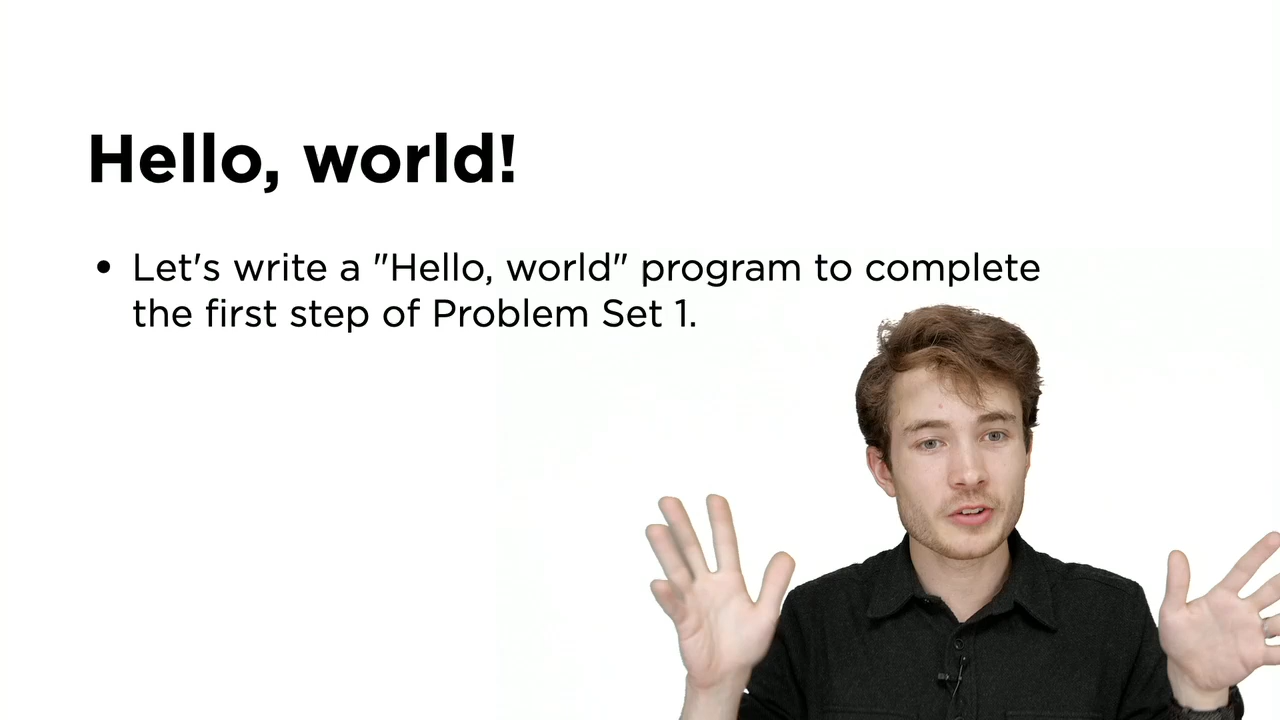 Hello, world!
• Let's write a "Hello, world" program to complete
the first step of Problem Set 1.